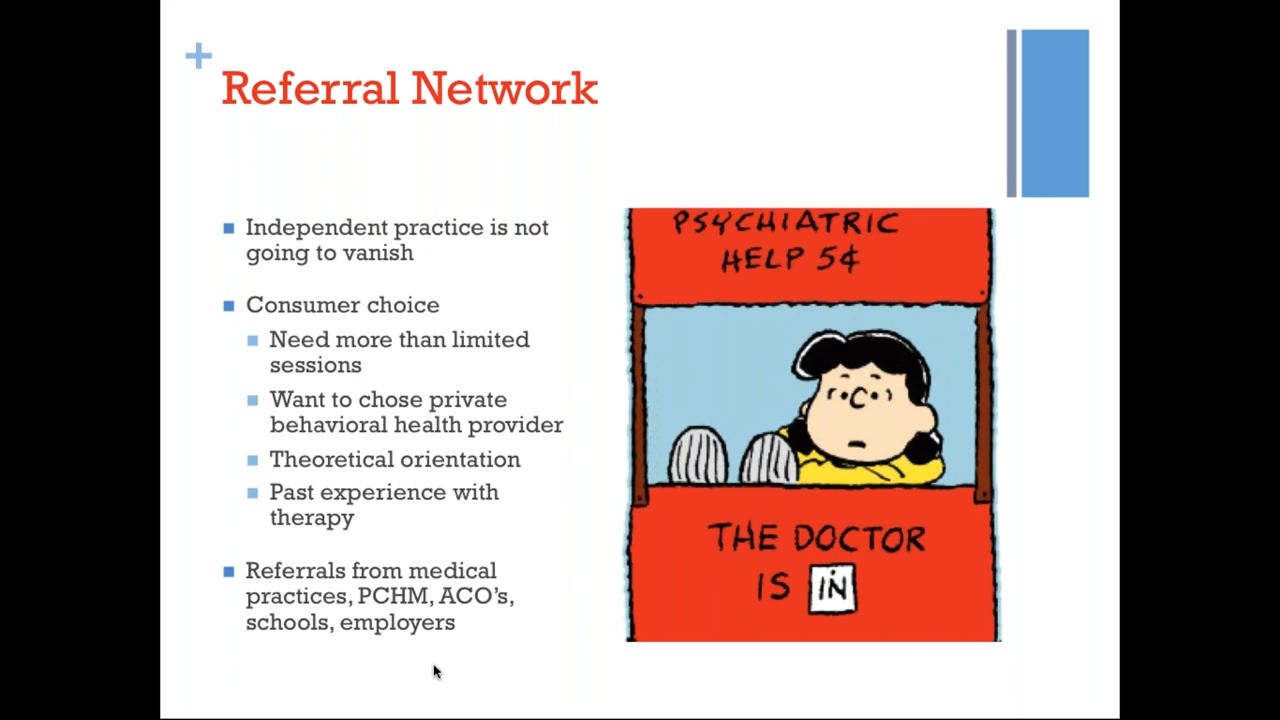 +
Referral Network
Independent practice is not
going to vanish
Consumer choice
Need more than limited
sessions
Want to chose private
behavioral health provider
Theoretical orientation
Past experience with
therapy
Referrals from medical
practices, PCHM, ACO’s,
schools, employers
PSYCHIATRIC
HELP 5¢
THE DOCTOR
IS IN